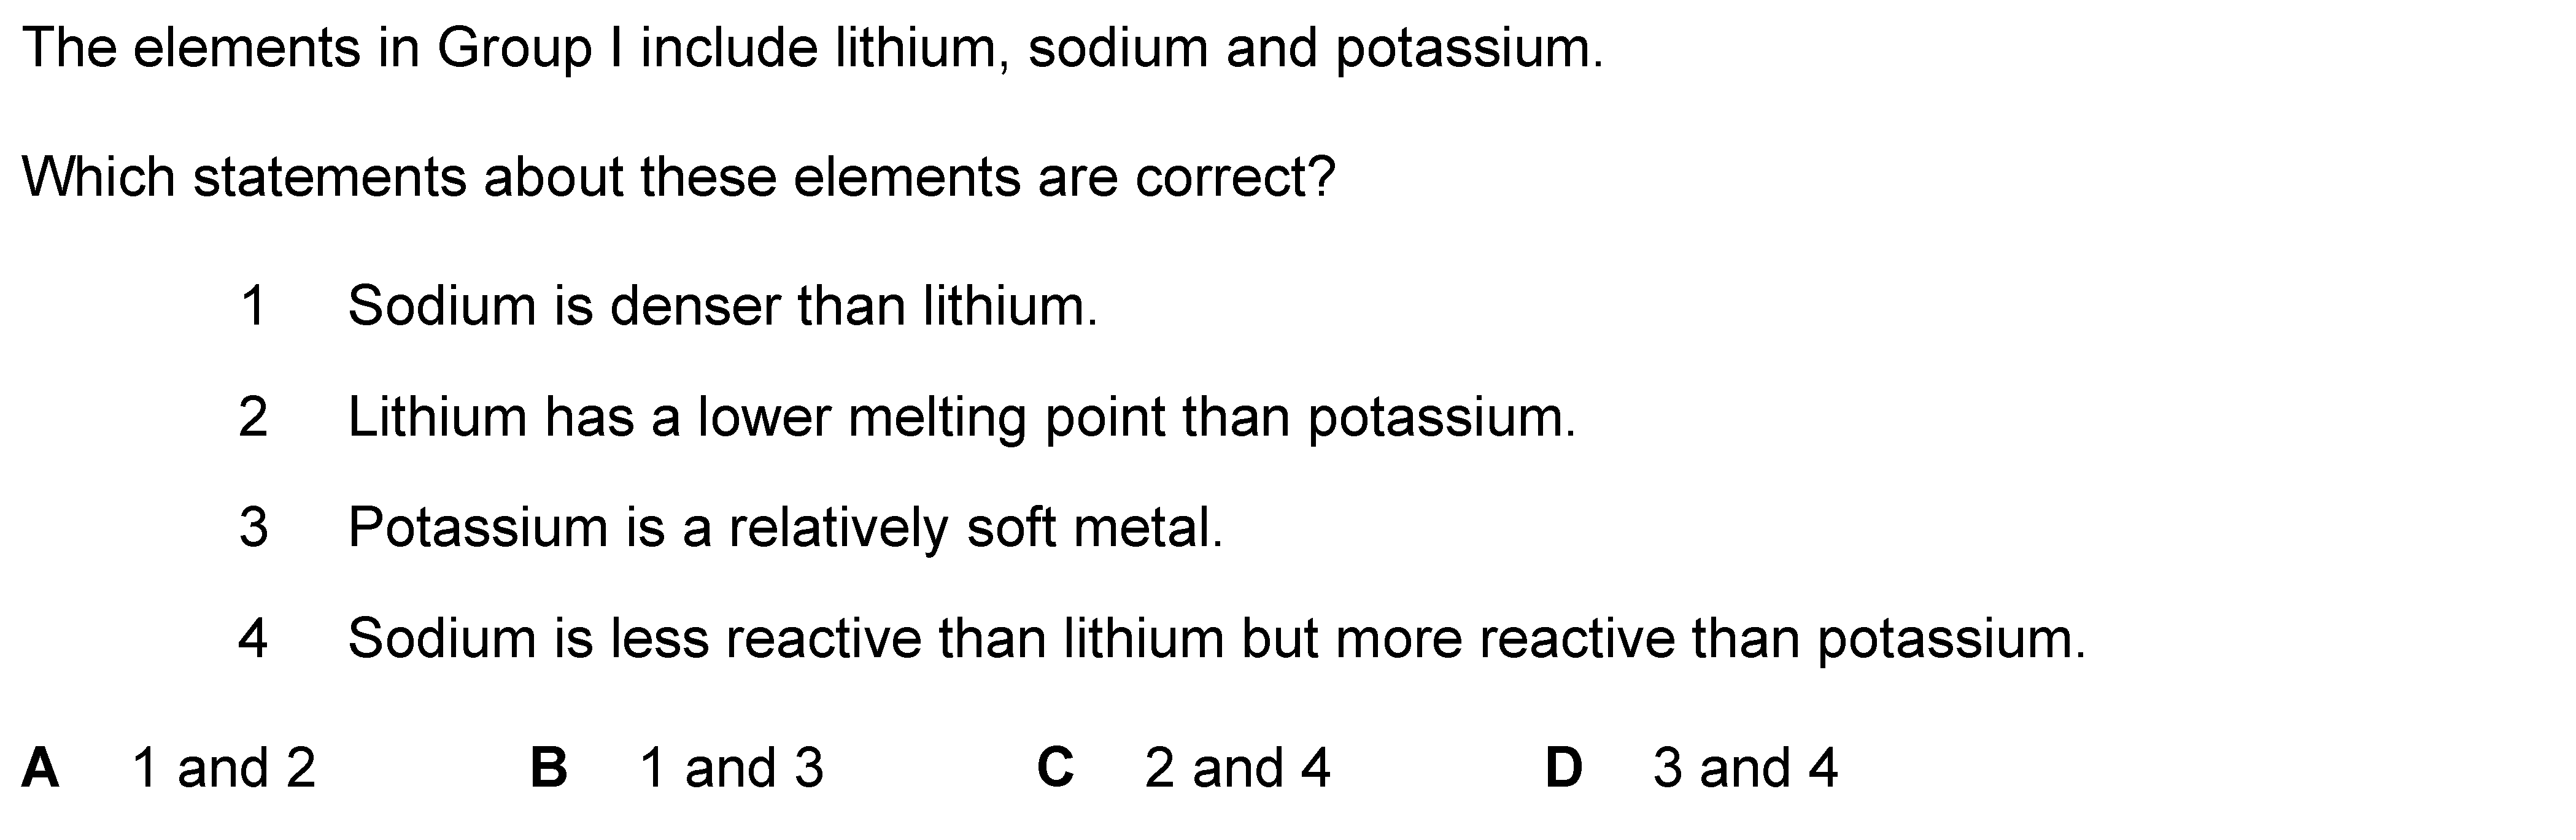 The elements in Group I include lithium, sodium and potassium.
Which statements about these elements are correct?
1 Sodium is denser than lithium.
2 Lithium has a lower melting point than potassium.
3 Potassium is a relatively soft metal.
4 Sodium is less reactive than lithium but more reactive than potassium.
A 1 and 2 B 1 and 3 C 2 and 4 D 3 and 4